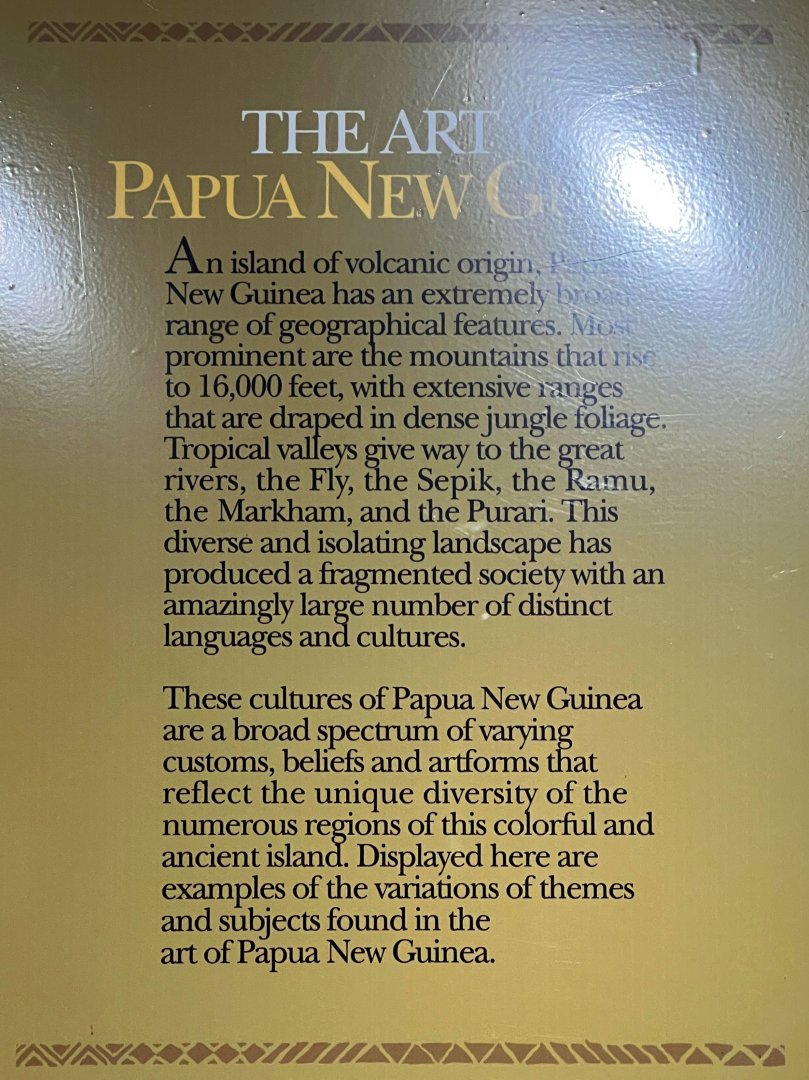 THE ART
PAPUA NEW GUINEA
An island of volcanic origin, Papua
New Guinea has an extremely broad
range of geographical features. Most
prominent are the mountains that rise
to 16,000 feet, with extensive ranges
that are draped in dense jungle foliage.
Tropical valleys give way to the great
rivers, the Fly, the Sepik, the Ramu,
the Markham, and the Purari. This
diverse and isolating landscape has
produced a fragmented society with an
amazingly large number of distinct
languages and cultures.
These cultures of Papua New Guinea
are a broad spectrum of varying
customs, beliefs and artforms that
reflect the unique diversity of the
numerous regions of this colorful and
ancient island. Displayed here are
examples of the variations of themes
and subjects found in the
art of Papua New Guinea.